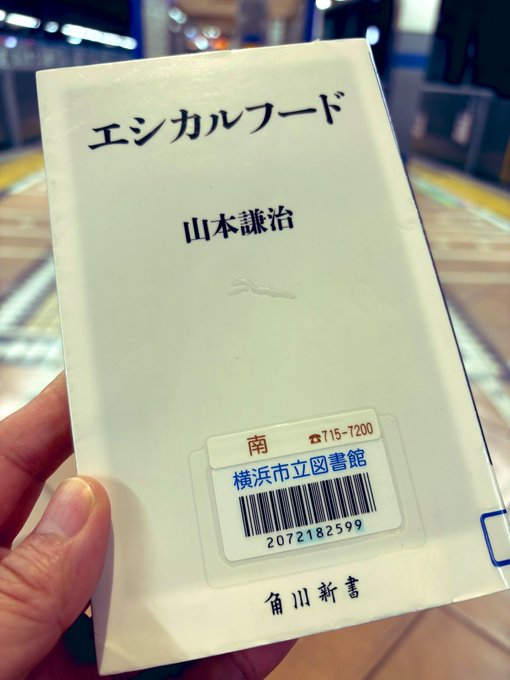 エシカルフード
山本謙治
南 ☎715-7200
横浜市立図書館
2072182599
角川新書